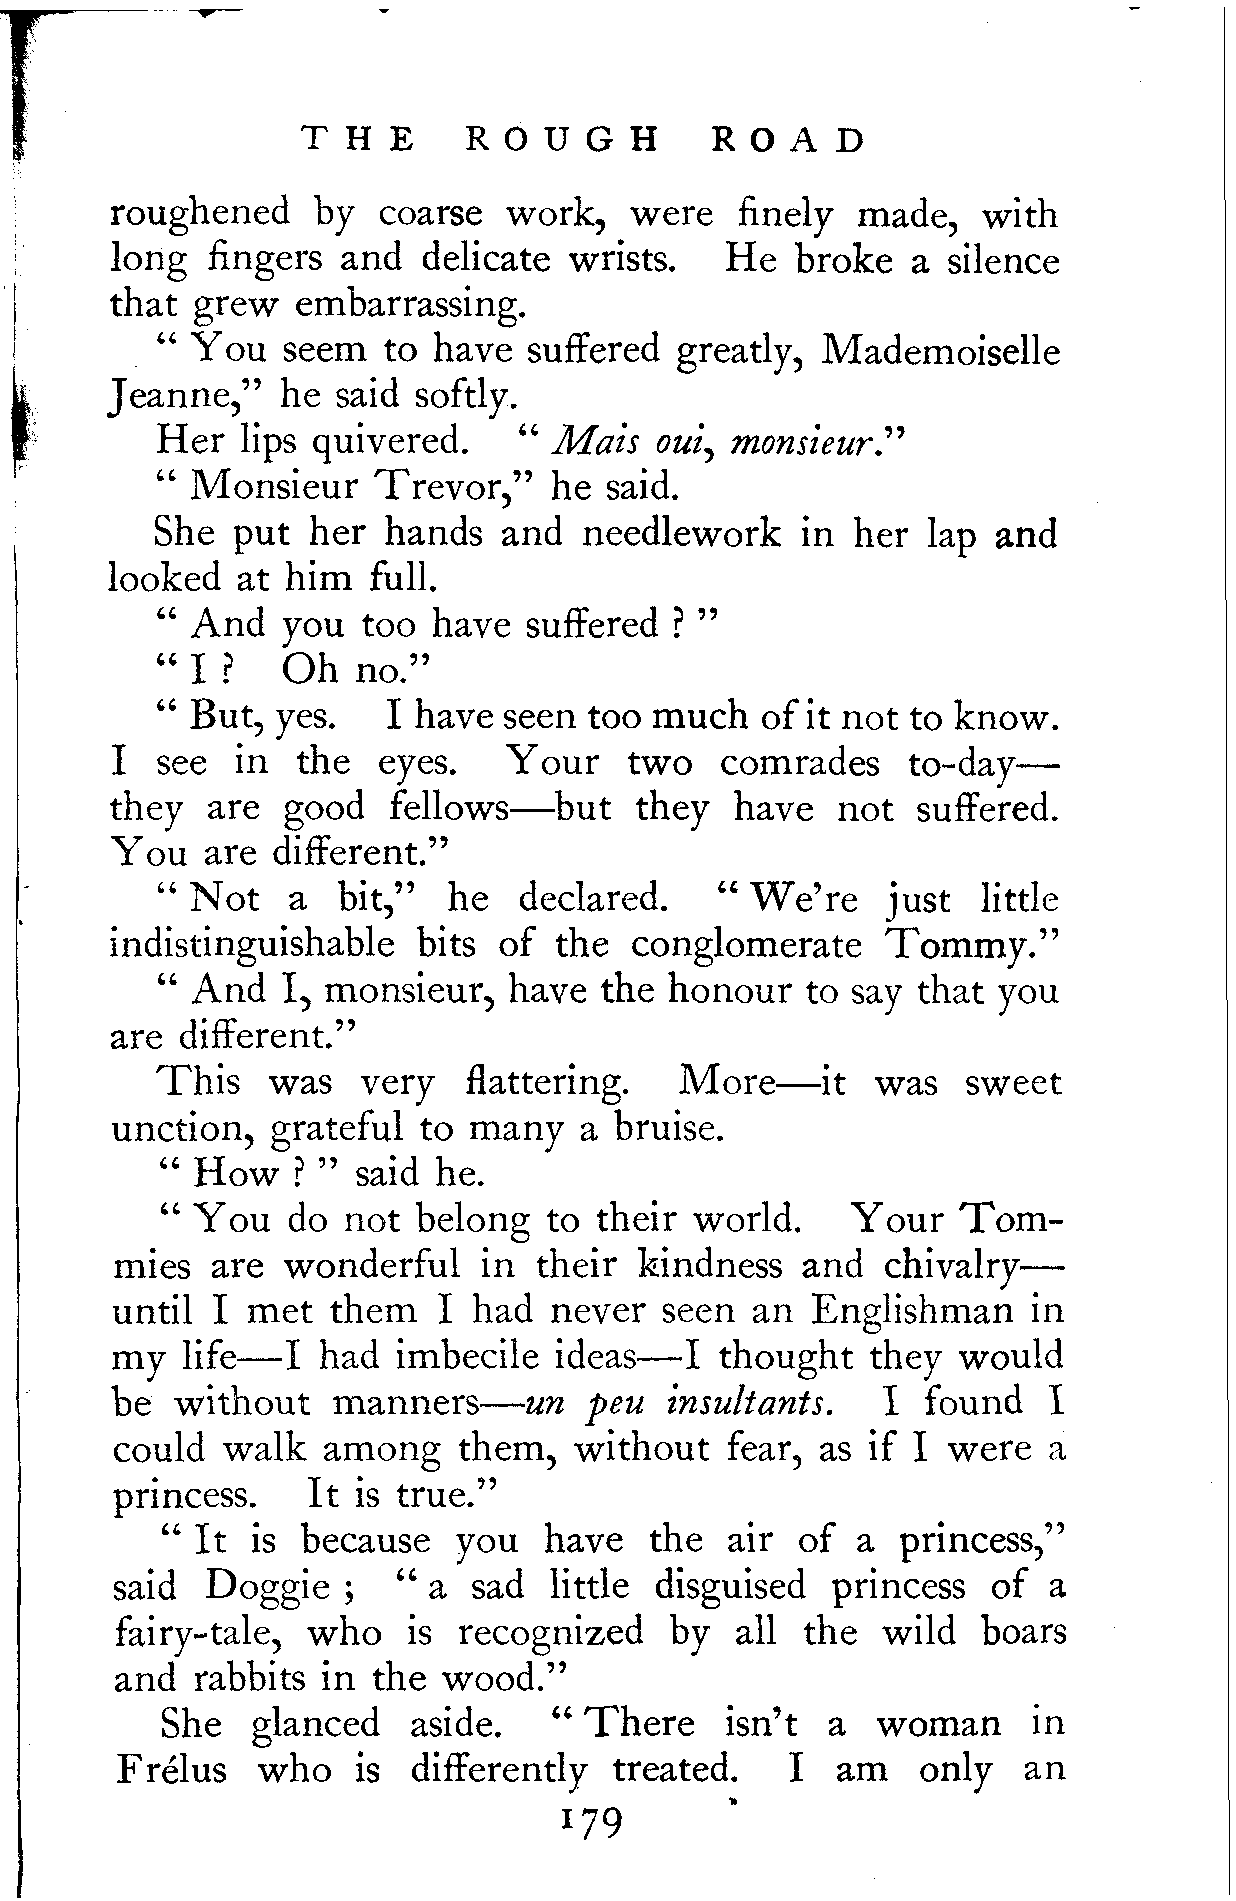 THE ROUGH ROAD
roughened by coarse work, were finely made, with
long fingers and delicate wrists. He broke a silence
that grew embarrassing.
“ You seem to have suffered greatly, Mademoiselle
Jeanne,” he said softly.
Her lips quivered. “ Mais oui, monsieur.”
“ Monsieur Trevor,” he said.
She put her hands and needlework in her lap and
looked at him full.
“ And you too have suffered ? ”
“ I ? Oh no.”
“ But, yes. I have seen too much of it not to know.
I see in the eyes. Your two comrades to-day—
they are good fellows—but they have not suffered.
You are different.”
“ Not a bit,” he declared. “ We’re just little
indistinguishable bits of the conglomerate Tommy.”
“ And I, monsieur, have the honour to say that you
are different.”
This was very flattering. More—it was sweet
unction, grateful to many a bruise.
“ How ? ” said he.
“ You do not belong to their world. Your Tom-
mies are wonderful in their kindness and chivalry—
until I met them I had never seen an Englishman in
my life—I had imbecile ideas—I thought they would
be without manners—un peu insultants. I found I
could walk among them, without fear, as if I were a
princess. It is true.”
“ It is because you have the air of a princess,”
said Doggie ; “ a sad little disguised princess of a
fairy-tale, who is recognized by all the wild boars
and rabbits in the wood.”
She glanced aside. “ There isn’t a woman in
Frélus who is differently treated. I am only an
179